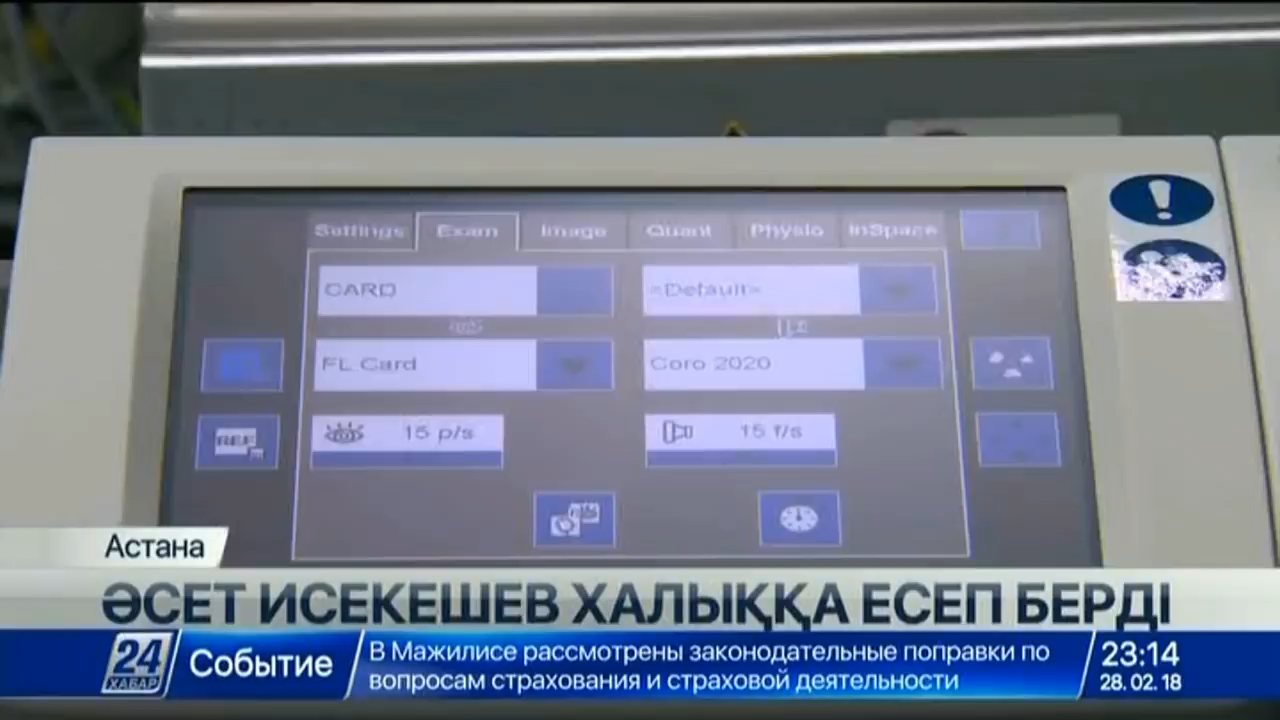 Settings Exam Image Quant Physio InSpace
CARD <Default>
FL Card Coro 2020
REF 15 p/s 15 f/s
Астана
ӘСЕТ ИСЕКЕШЕВ ХАЛЫҚҚА ЕСЕП БЕРДІ
24
ХАБАР
Событие
В Мажилисе рассмотрены законодательные поправки по
вопросам страхования и страховой деятельности
23:14
28. 02. 18